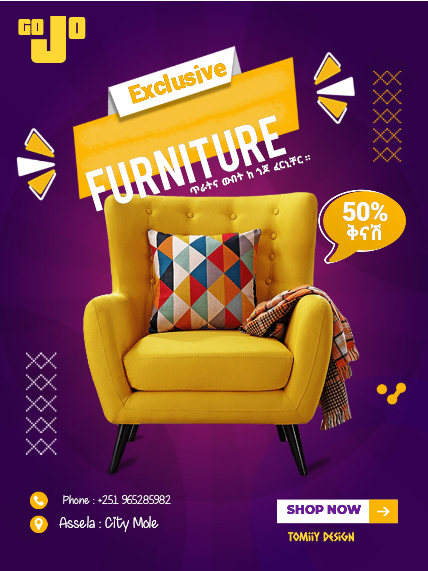 GOJO
Exclusive
FURNITURE
ጥራትና ውበት ከ ጎጆ ፈርኒቸር ።
50%
ቅናሽ
Phone : +251 965285982
Assela : City Mole
SHOP NOW
TOMiiY DESiGN